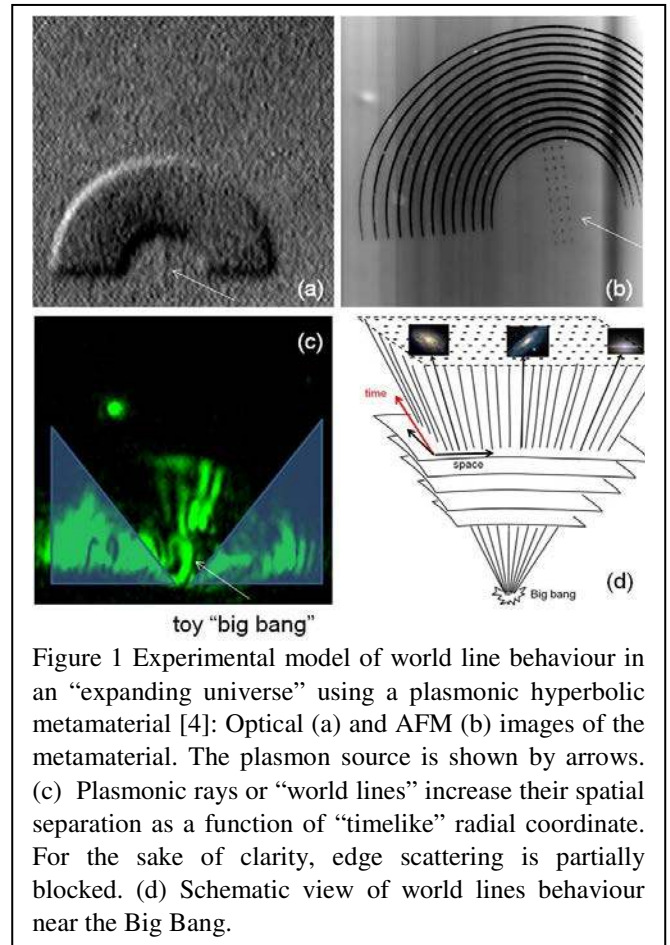 (a)
(b)
(c)
toy “big bang”
time
space
Big bang
(d)
Figure 1 Experimental model of world line behaviour in
an “expanding universe” using a plasmonic hyperbolic
metamaterial [4]: Optical (a) and AFM (b) images of the
metamaterial. The plasmon source is shown by arrows.
(c) Plasmonic rays or “world lines” increase their spatial
separation as a function of “timelike” radial coordinate.
For the sake of clarity, edge scattering is partially
blocked. (d) Schematic view of world lines behaviour
near the Big Bang.